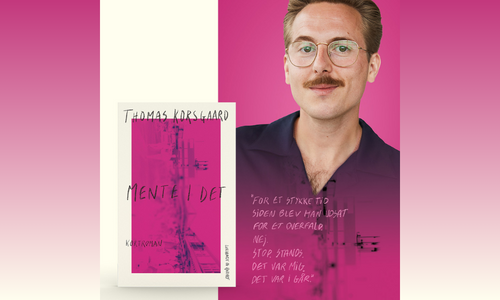 THOMAS KORSGAARD
MENTE I DET
KORTROMAN
"FOR ET STYKKE TID
SIDEN BLEV MAN UDSAT
FOR ET OVERFALD.
NEJ.
STOP. STANDS.
DET VAR MIG.
DET VAR I GÅR."